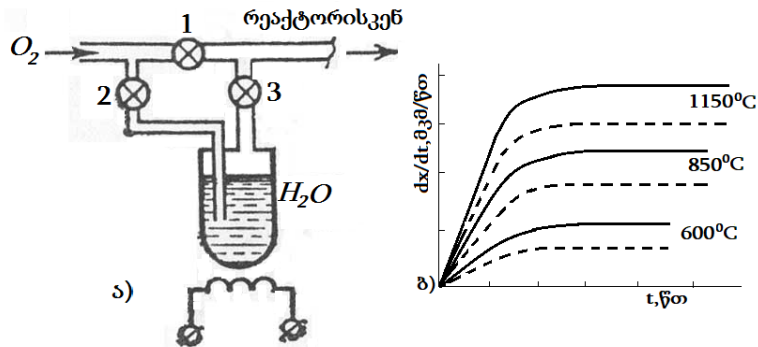 1
რეაქტორისკენ
O₂
2
3
H₂O
ა)
dx/dt,მკმ/წთ
1150⁰C
850⁰C
600⁰C
ბ)
t,წთ